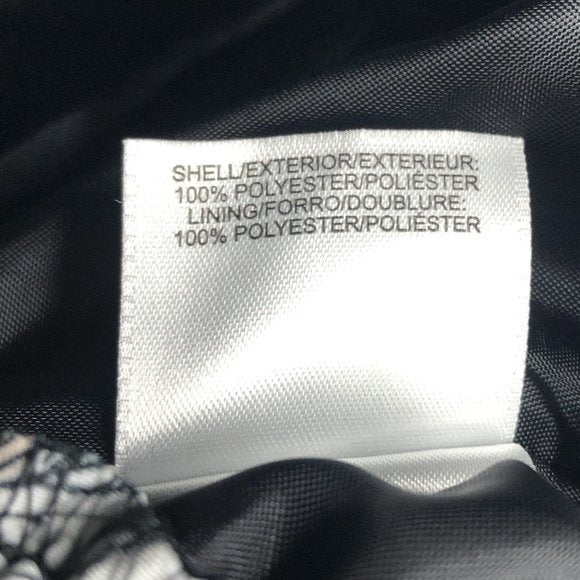 SHELL/EXTERIOR/EXTERIEUR:
100% POLYESTER/POLIÉSTER
LINING/FORRO/DOUBLURE:
100% POLYESTER/POLIÉSTER